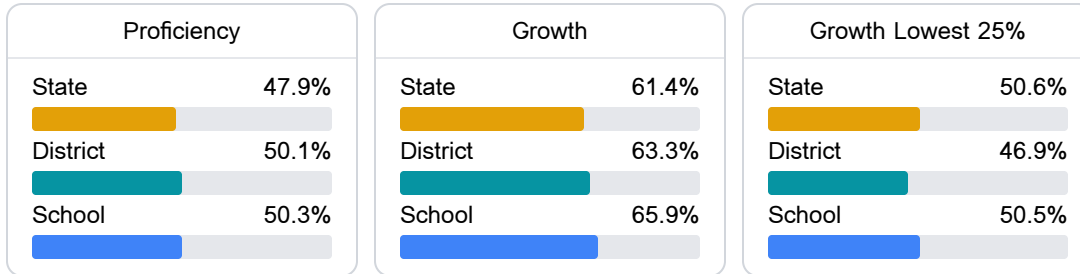 Proficiency
State 47.9%
District 50.1%
School 50.3%
Growth
State 61.4%
District 63.3%
School 65.9%
Growth Lowest 25%
State 50.6%
District 46.9%
School 50.5%